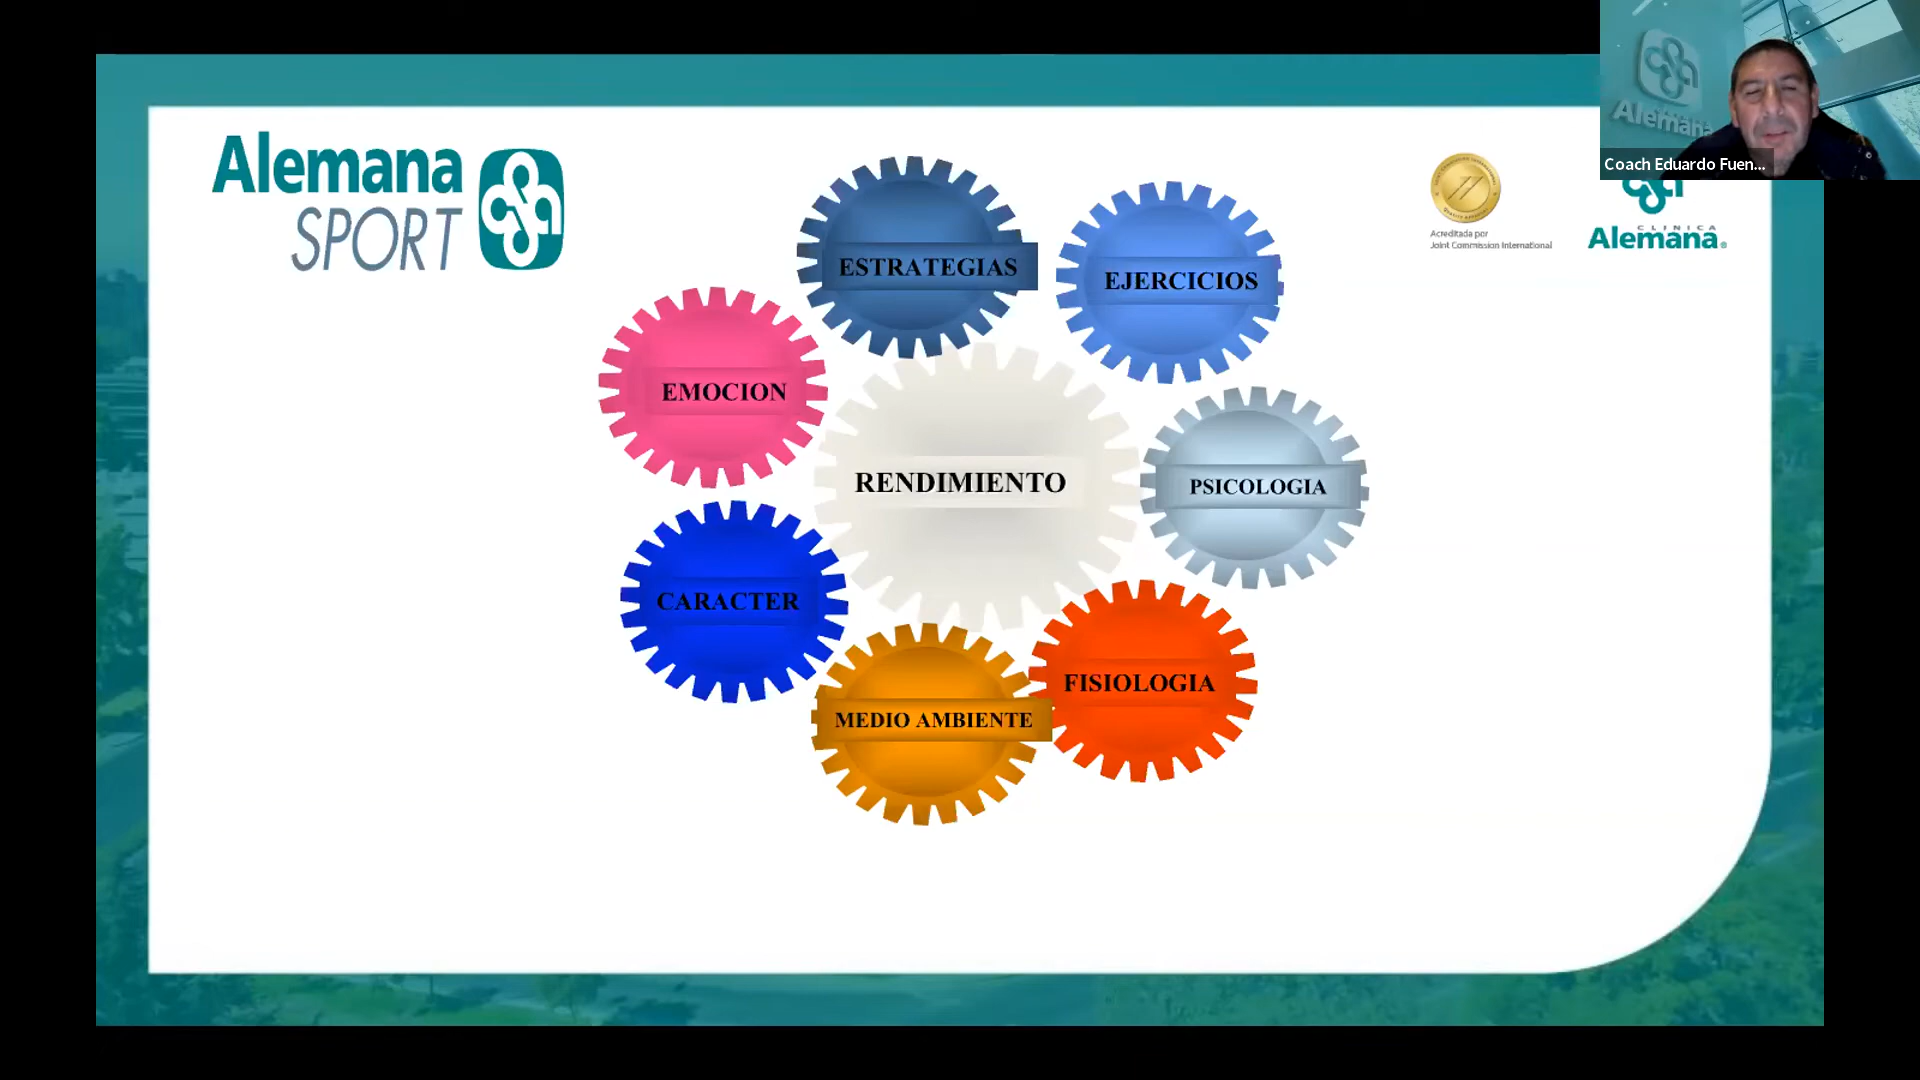 Alemana
SPORT
ESTRATEGIAS
EJERCICIOS
EMOCION
RENDIMIENTO
PSICOLOGIA
CARACTER
FISIOLOGIA
MEDIO AMBIENTE
Acreditada por
Joint Commission International
CLINICA
Alemana®
Alemana
Coach Eduardo Fuen...